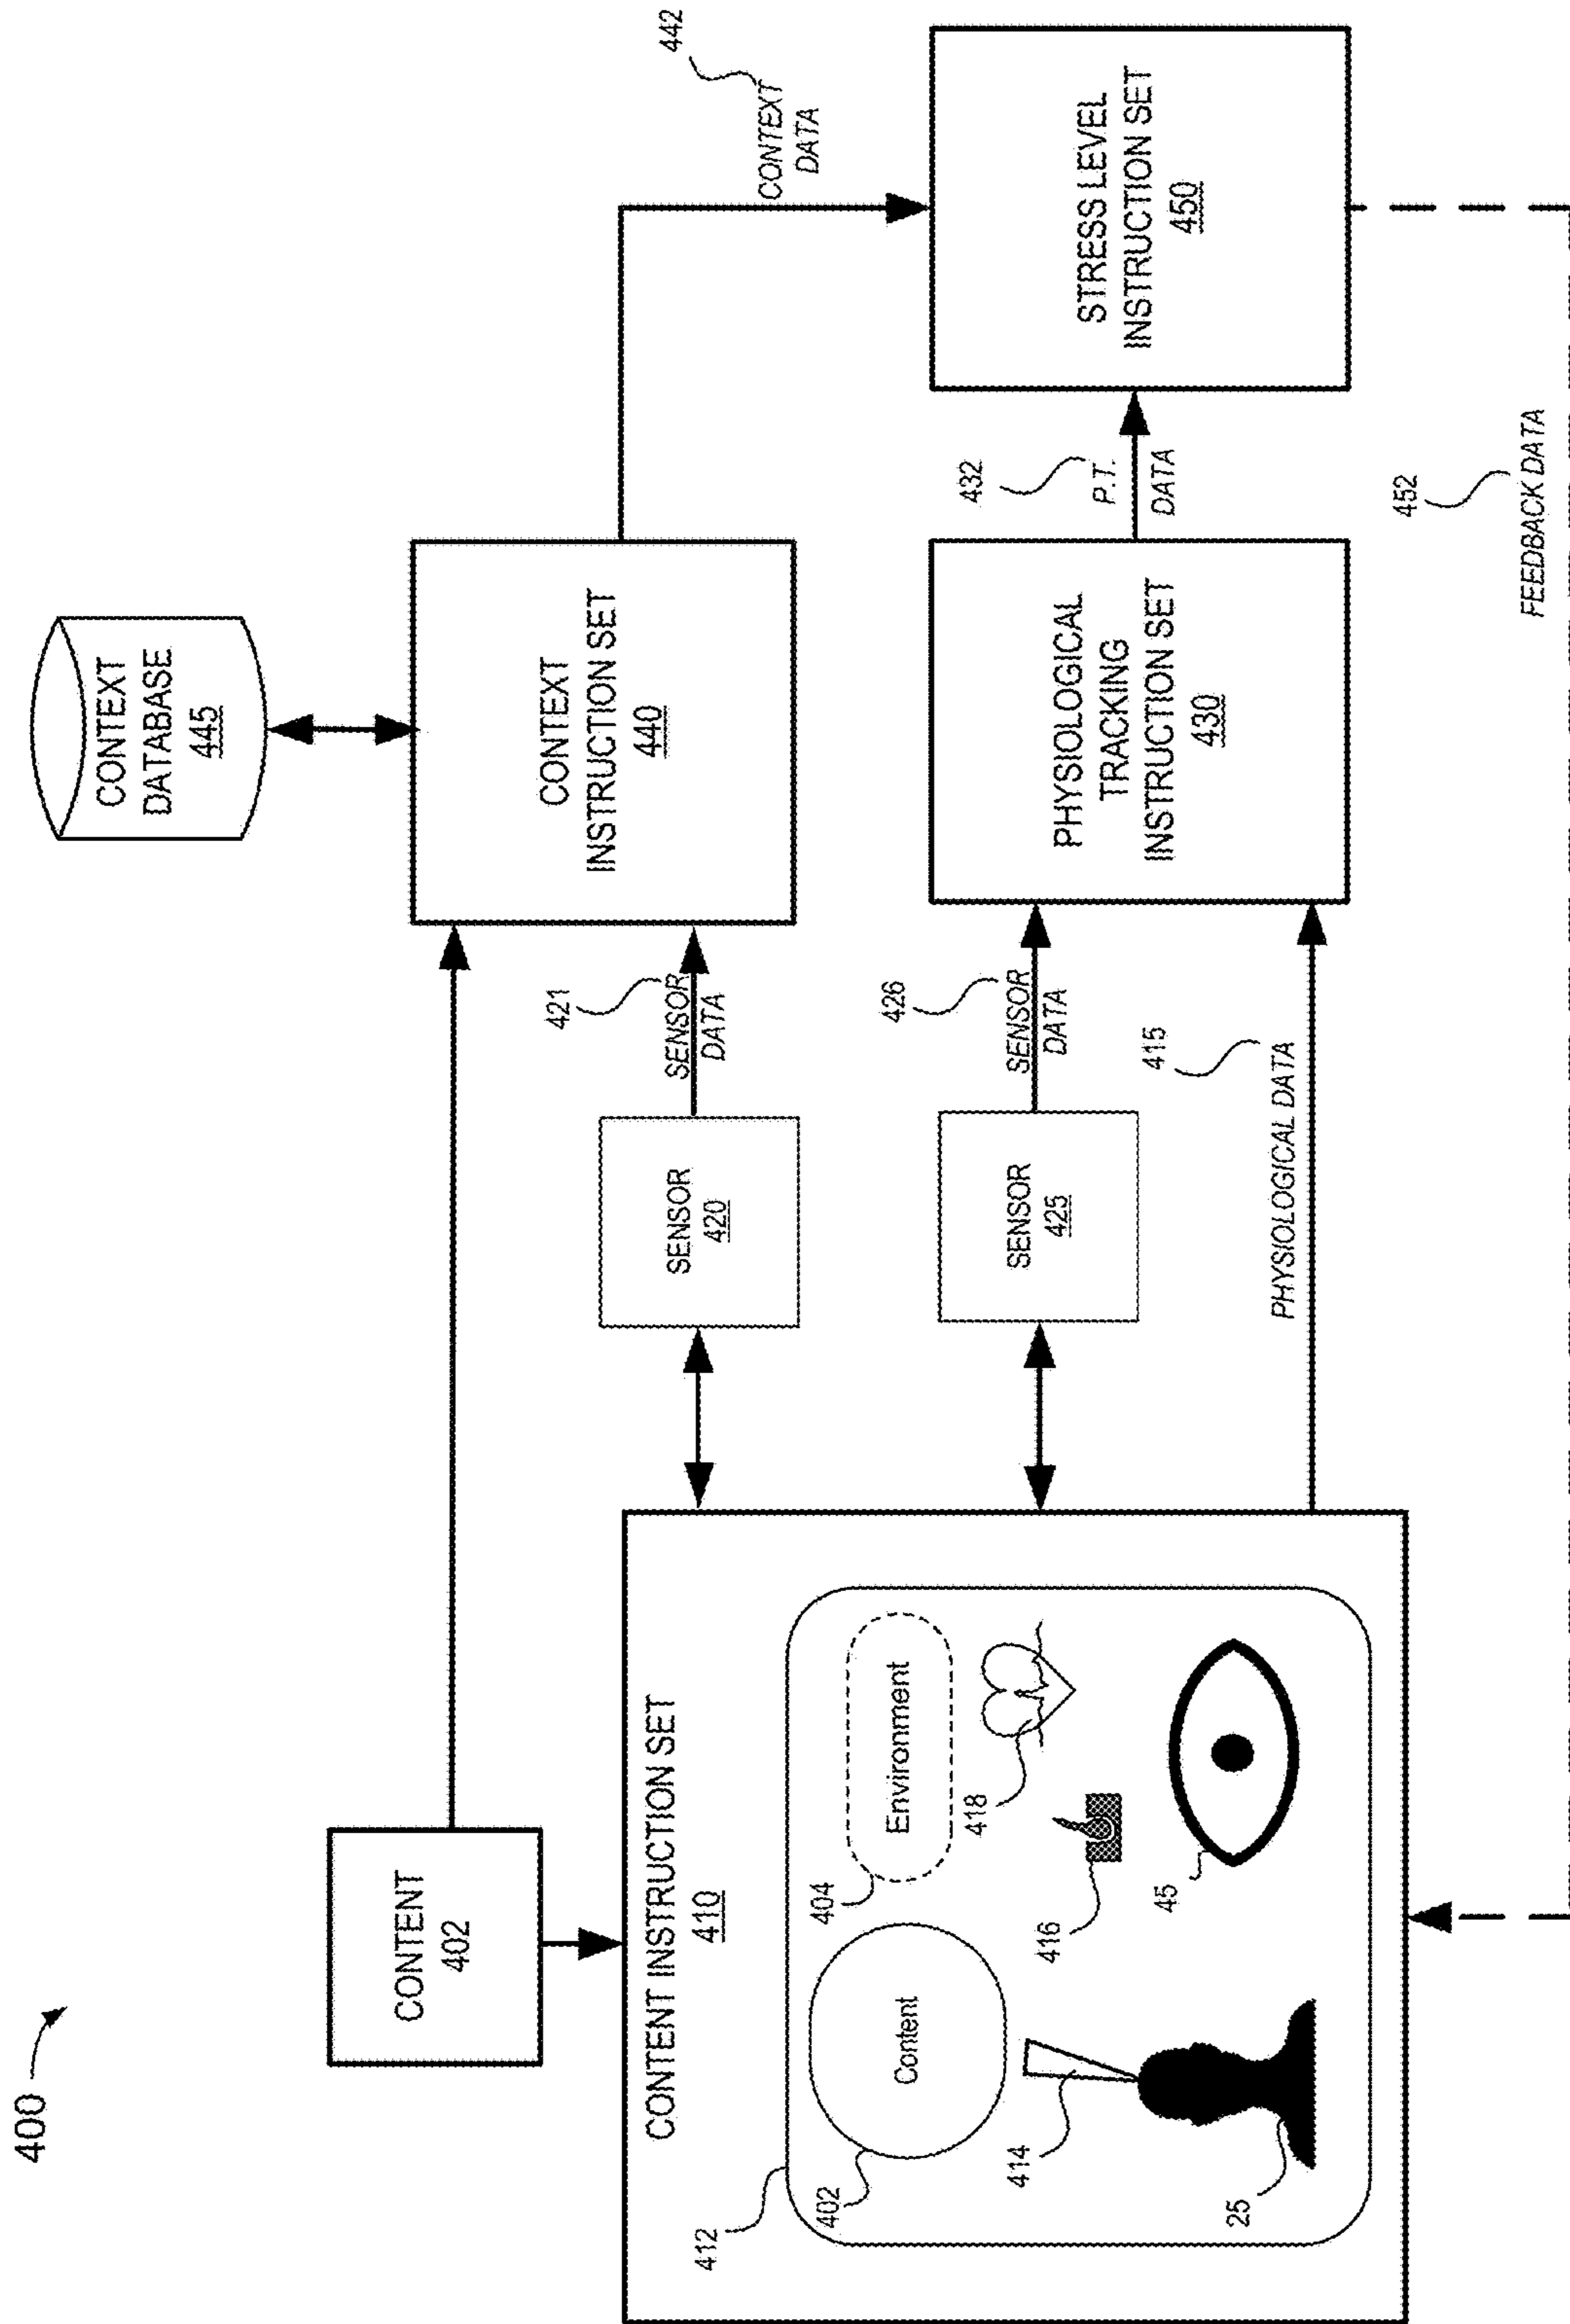 400
CONTENT
402
CONTENT INSTRUCTION SET
410
412
402
Content
404
Environment
414
416
418
25
45
SENSOR
420
421
SENSOR
DATA
SENSOR
425
426
SENSOR
DATA
415
PHYSIOLOGICAL DATA
CONTEXT
DATABASE
445
CONTEXT
INSTRUCTION SET
440
PHYSIOLOGICAL
TRACKING
INSTRUCTION SET
430
432
P.T.
DATA
442
CONTEXT
DATA
STRESS LEVEL
INSTRUCTION SET
450
452
FEEDBACK DATA